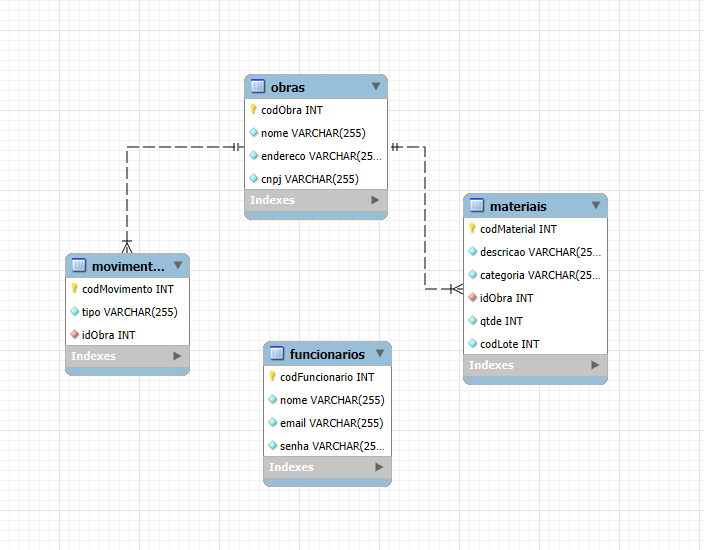 obras
codObra INT
nome VARCHAR(255)
endereco VARCHAR(25...
cnpj VARCHAR(255)
Indexes
materiais
codMaterial INT
descricao VARCHAR(25...
categoria VARCHAR(25...
idObra INT
qtde INT
codLote INT
Indexes
moviment...
codMovimento INT
tipo VARCHAR(255)
idObra INT
Indexes
funcionarios
codFuncionario INT
nome VARCHAR(255)
email VARCHAR(255)
senha VARCHAR(25...
Indexes